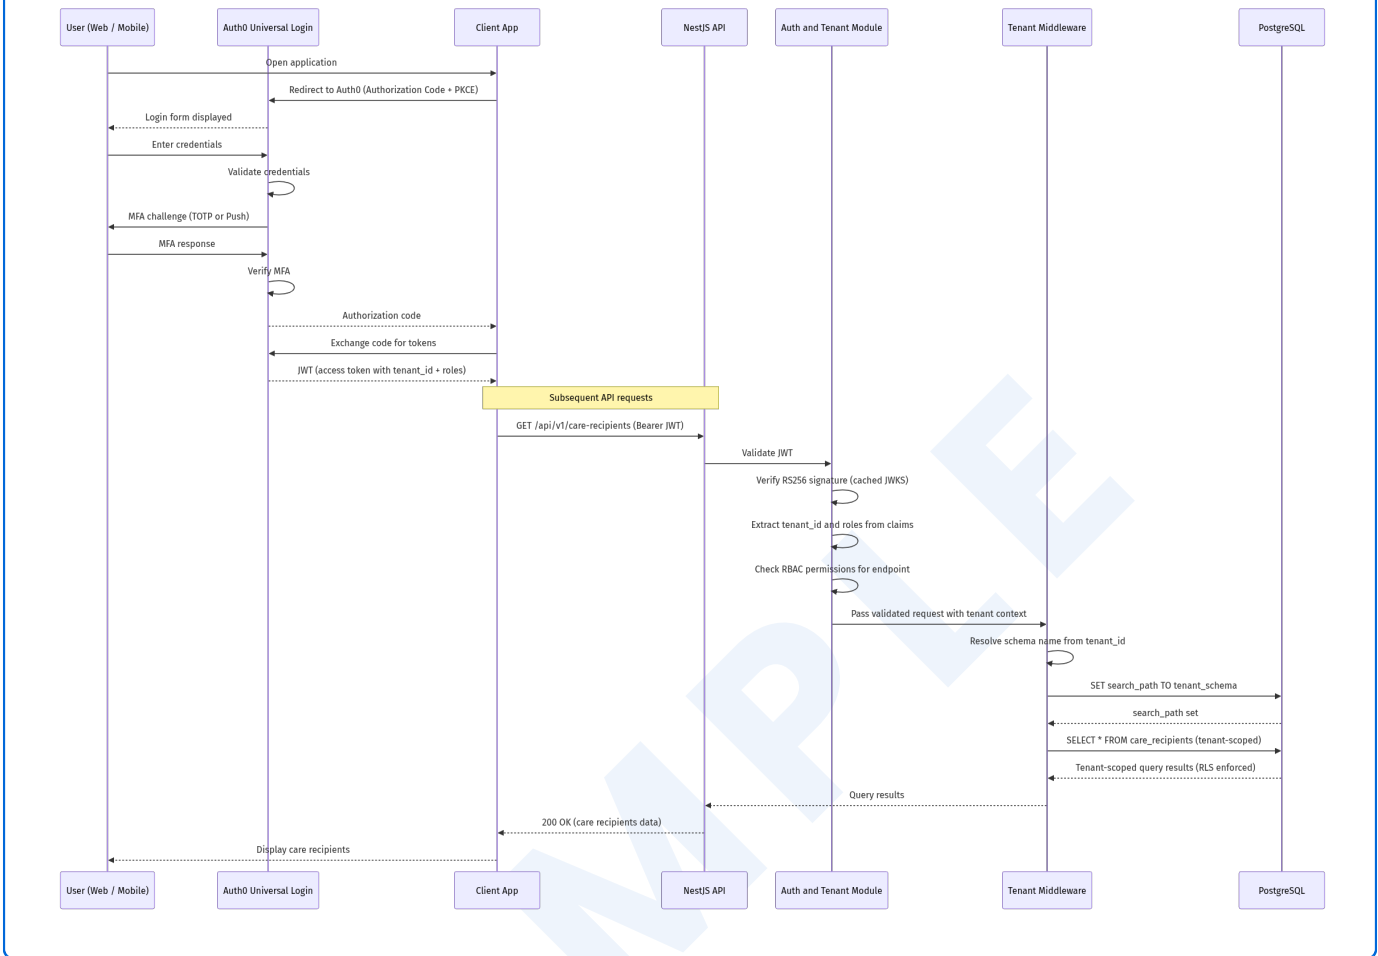 User (Web / Mobile)
Auth0 Universal Login
Client App
NestJS API
Auth and Tenant Module
Tenant Middleware
PostgreSQL
Open application
Redirect to Auth0 (Authorization Code + PKCE)
Login form displayed
Enter credentials
Validate credentials
MFA challenge (TOTP or Push)
MFA response
Verify MFA
Authorization code
Exchange code for tokens
JWT (access token with tenant_id + roles)
Subsequent API requests
GET /api/v1/care-recipients (Bearer JWT)
Validate JWT
Verify RS256 signature (cached JWKS)
Extract tenant_id and roles from claims
Check RBAC permissions for endpoint
Pass validated request with tenant context
Resolve schema name from tenant_id
SET search_path TO tenant_schema
search_path set
SELECT * FROM care_recipients (tenant-scoped)
Tenant-scoped query results (RLS enforced)
Query results
200 OK (care recipients data)
Display care recipients
User (Web / Mobile)
Auth0 Universal Login
Client App
NestJS API
Auth and Tenant Module
Tenant Middleware
PostgreSQL
MPLE